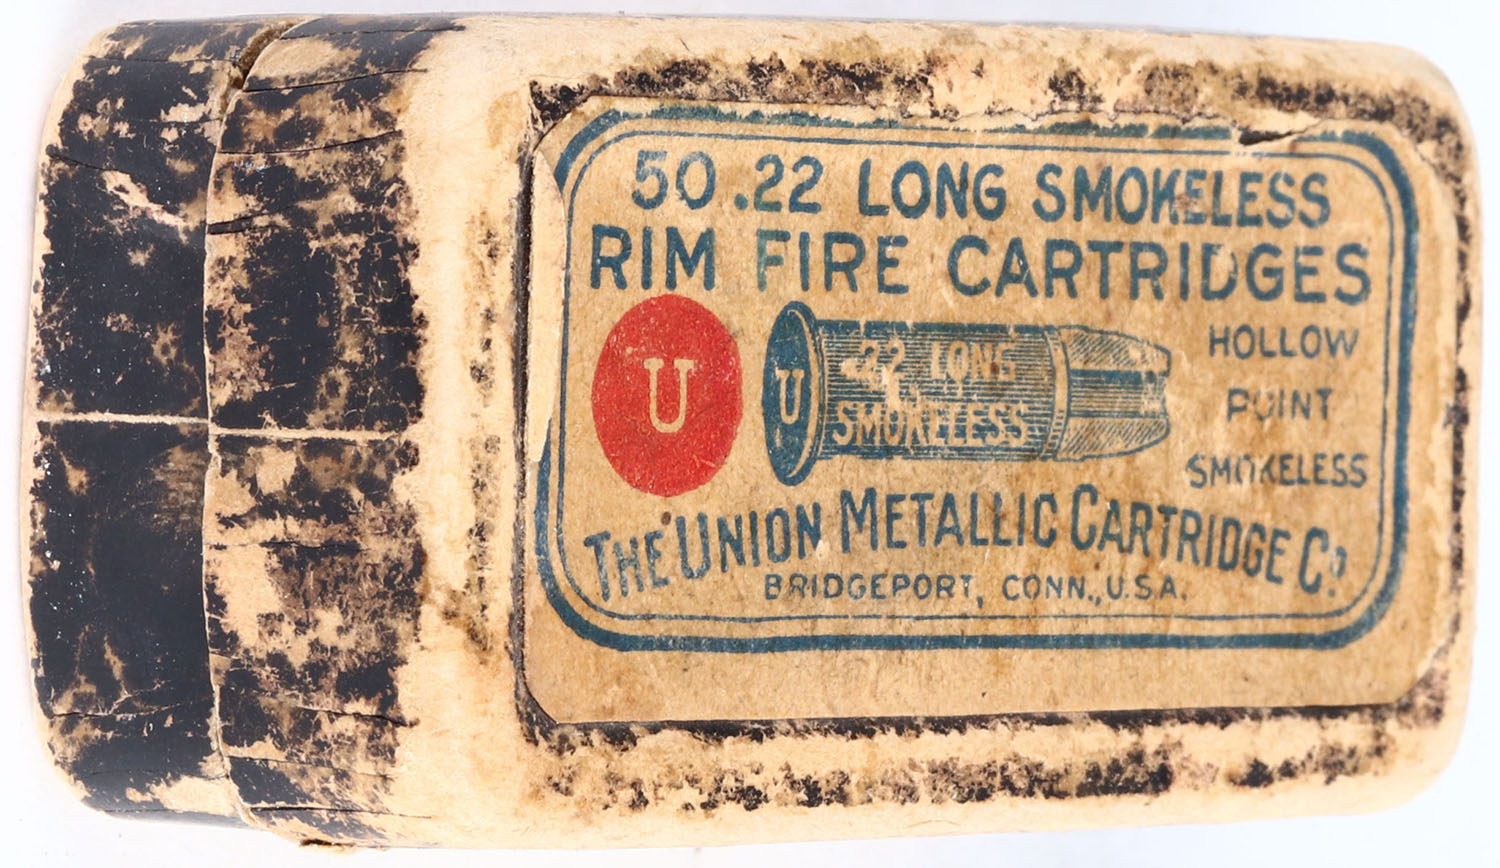 50 .22 LONG SMOKELESS
RIM FIRE CARTRIDGES
U
U
.22 LONG
SMOKELESS
HOLLOW
POINT
SMOKELESS
THE UNION METALLIC CARTRIDGE CO.
BRIDGEPORT, CONN., U.S.A.